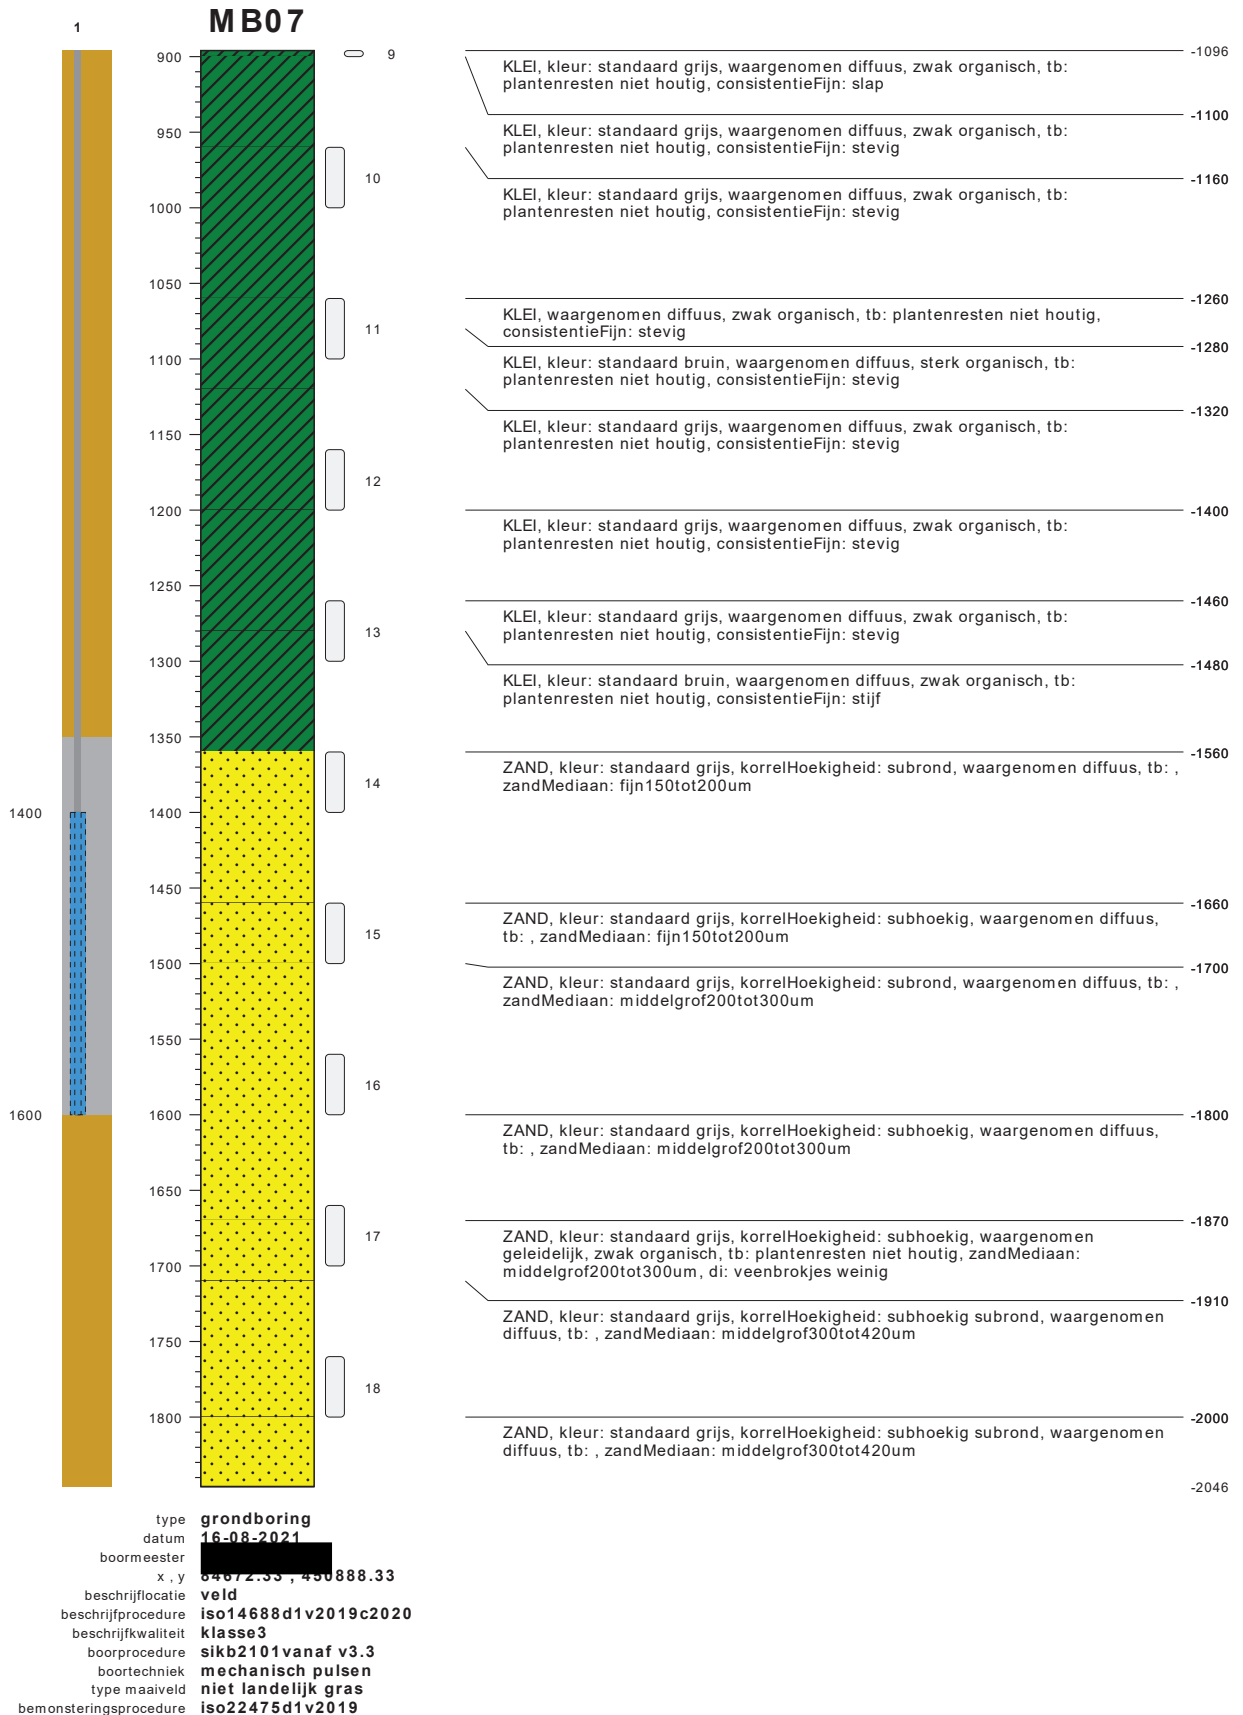 1
MB07
900
950
1000
1050
1100
1150
1200
1250
1300
1350
1400
1450
1500
1550
1600
1650
1700
1750
1800
1400
1600
9
10
11
12
13
14
15
16
17
18
-1096
KLEI, kleur: standaard grijs, waargenomen diffuus, zwak organisch, tb:
plantenresten niet houtig, consistentieFijn: slap
-1100
KLEI, kleur: standaard grijs, waargenomen diffuus, zwak organisch, tb:
plantenresten niet houtig, consistentieFijn: stevig
-1160
KLEI, kleur: standaard grijs, waargenomen diffuus, zwak organisch, tb:
plantenresten niet houtig, consistentieFijn: stevig
-1260
KLEI, waargenomen diffuus, zwak organisch, tb: plantenresten niet houtig,
consistentieFijn: stevig
-1280
KLEI, kleur: standaard bruin, waargenomen diffuus, sterk organisch, tb:
plantenresten niet houtig, consistentieFijn: stevig
-1320
KLEI, kleur: standaard grijs, waargenomen diffuus, zwak organisch, tb:
plantenresten niet houtig, consistentieFijn: stevig
-1400
KLEI, kleur: standaard grijs, waargenomen diffuus, zwak organisch, tb:
plantenresten niet houtig, consistentieFijn: stevig
-1460
KLEI, kleur: standaard grijs, waargenomen diffuus, zwak organisch, tb:
plantenresten niet houtig, consistentieFijn: stevig
-1480
KLEI, kleur: standaard bruin, waargenomen diffuus, zwak organisch, tb:
plantenresten niet houtig, consistentieFijn: stijf
-1560
ZAND, kleur: standaard grijs, korrelHoekigheid: subrond, waargenomen diffuus, tb: ,
zandMediaan: fijn150tot200um
-1660
ZAND, kleur: standaard grijs, korrelHoekigheid: subhoekig, waargenomen diffuus,
tb: , zandMediaan: fijn150tot200um
-1700
ZAND, kleur: standaard grijs, korrelHoekigheid: subrond, waargenomen diffuus, tb: ,
zandMediaan: middelgrof200tot300um
-1800
ZAND, kleur: standaard grijs, korrelHoekigheid: subhoekig, waargenomen diffuus,
tb: , zandMediaan: middelgrof200tot300um
-1870
ZAND, kleur: standaard grijs, korrelHoekigheid: subhoekig, waargenomen
geleidelijk, zwak organisch, tb: plantenresten niet houtig, zandMediaan:
middelgrof200tot300um, di: veenbrokjes weinig
-1910
ZAND, kleur: standaard grijs, korrelHoekigheid: subhoekig subrond, waargenomen
diffuus, tb: , zandMediaan: middelgrof300tot420um
-2000
ZAND, kleur: standaard grijs, korrelHoekigheid: subhoekig subrond, waargenomen
diffuus, tb: , zandMediaan: middelgrof300tot420um
-2046
type grondboring
datum 16-08-2021
boormeester
x , y 84672.33 , 450888.33
beschrijflocatie veld
beschrijfprocedure iso14688d1v2019c2020
beschrijfkwaliteit klasse3
boorprocedure sikb2101vanaf v3.3
boortechniek mechanisch pulsen
type maaiveld niet landelijk gras
bemonsteringsprocedure iso22475d1v2019